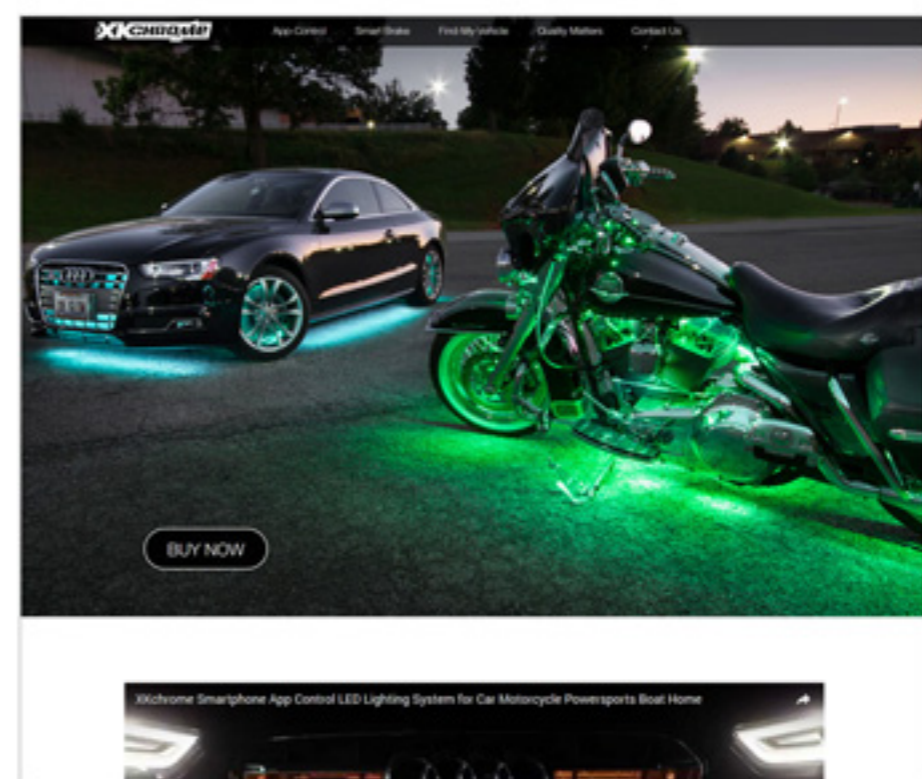 XKCHROME
App Control Smart Brake Find My Vehicle Quality Matters Contact Us
BUY NOW
XKchrome Smartphone App Control LED Lighting System for Car Motorcycle Powersports Boat Home